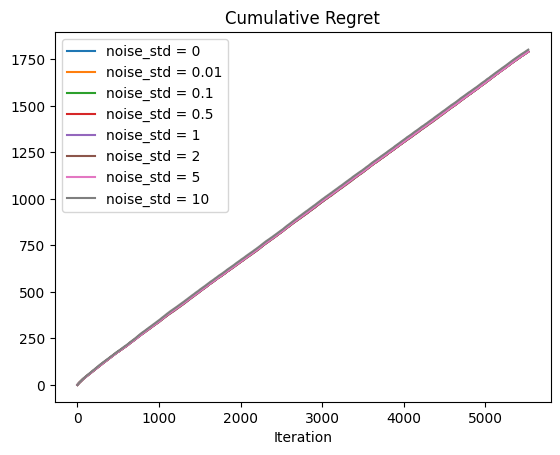 Cumulative Regret
noise_std = 0
noise_std = 0.01
noise_std = 0.1
noise_std = 0.5
noise_std = 1
noise_std = 2
noise_std = 5
noise_std = 10
1750
1500
1250
1000
750
500
250
0
0 1000 2000 3000 4000 5000
Iteration